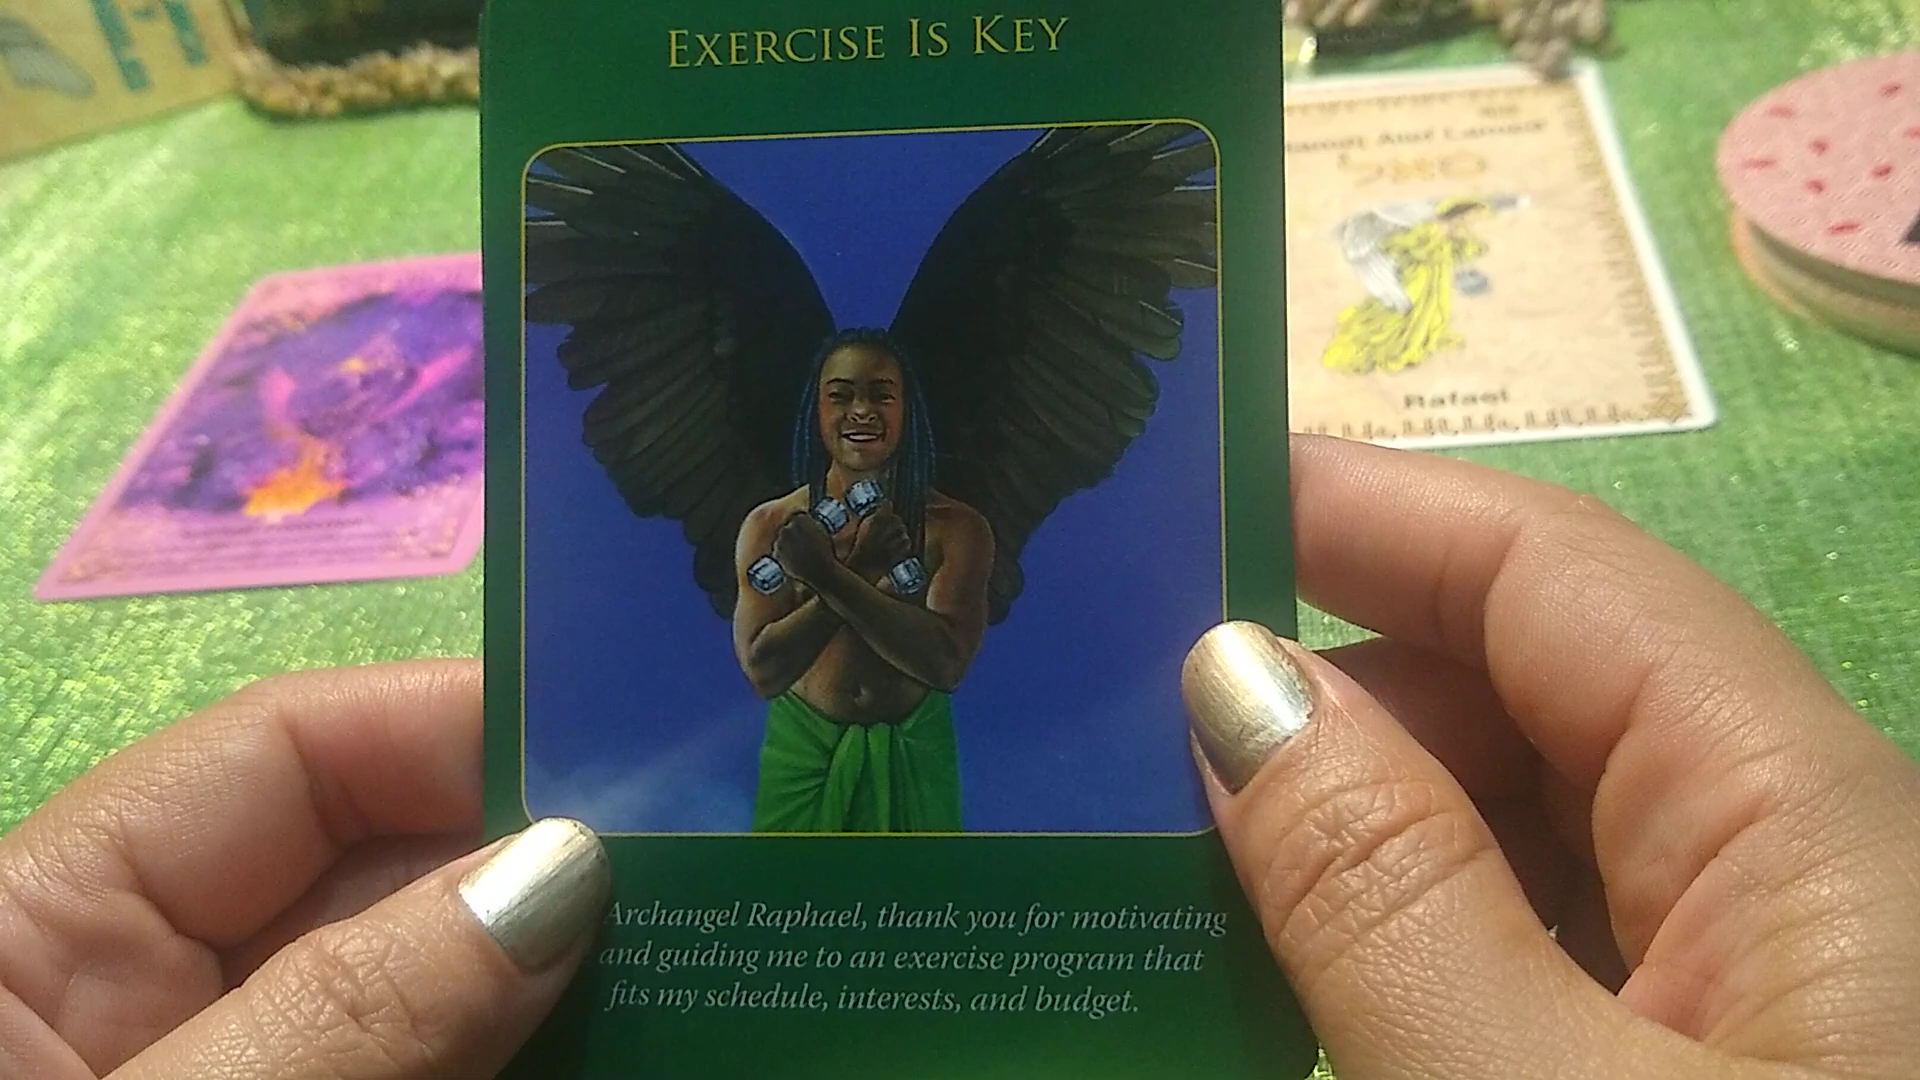 EXERCISE IS KEY
Archangel Raphael, thank you for motivating
and guiding me to an exercise program that
fits my schedule, interests, and budget.
Rafael